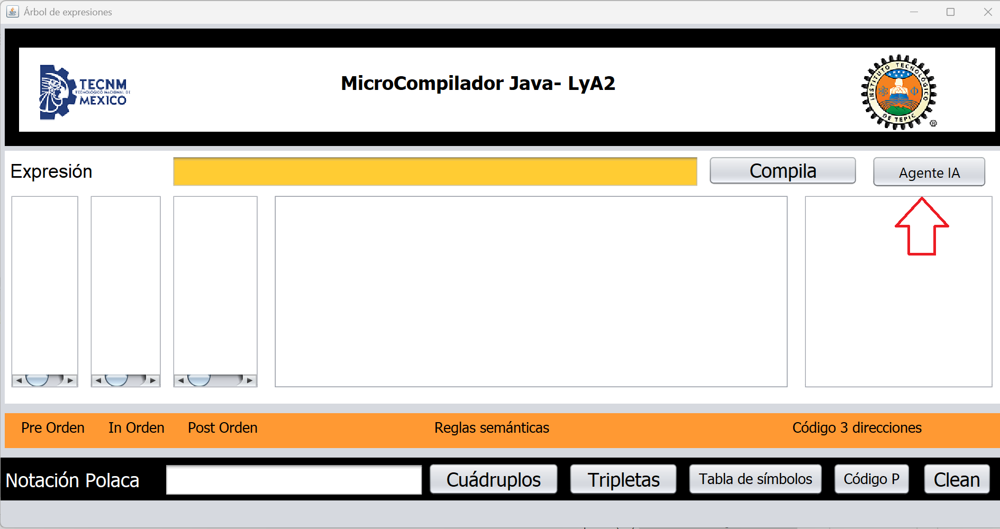 Árbol de expresiones
TECNM
TECNOLÓGICO NACIONAL DE
MÉXICO
MicroCompilador Java- LyA2
INSTITUTO TECNOLOGICO
DE TEPIC
®
Expresión
Compila
Agente IA
Pre Orden
In Orden
Post Orden
Reglas semánticas
Código 3 direcciones
Notación Polaca
Cuádruplos
Tripletas
Tabla de símbolos
Código P
Clean